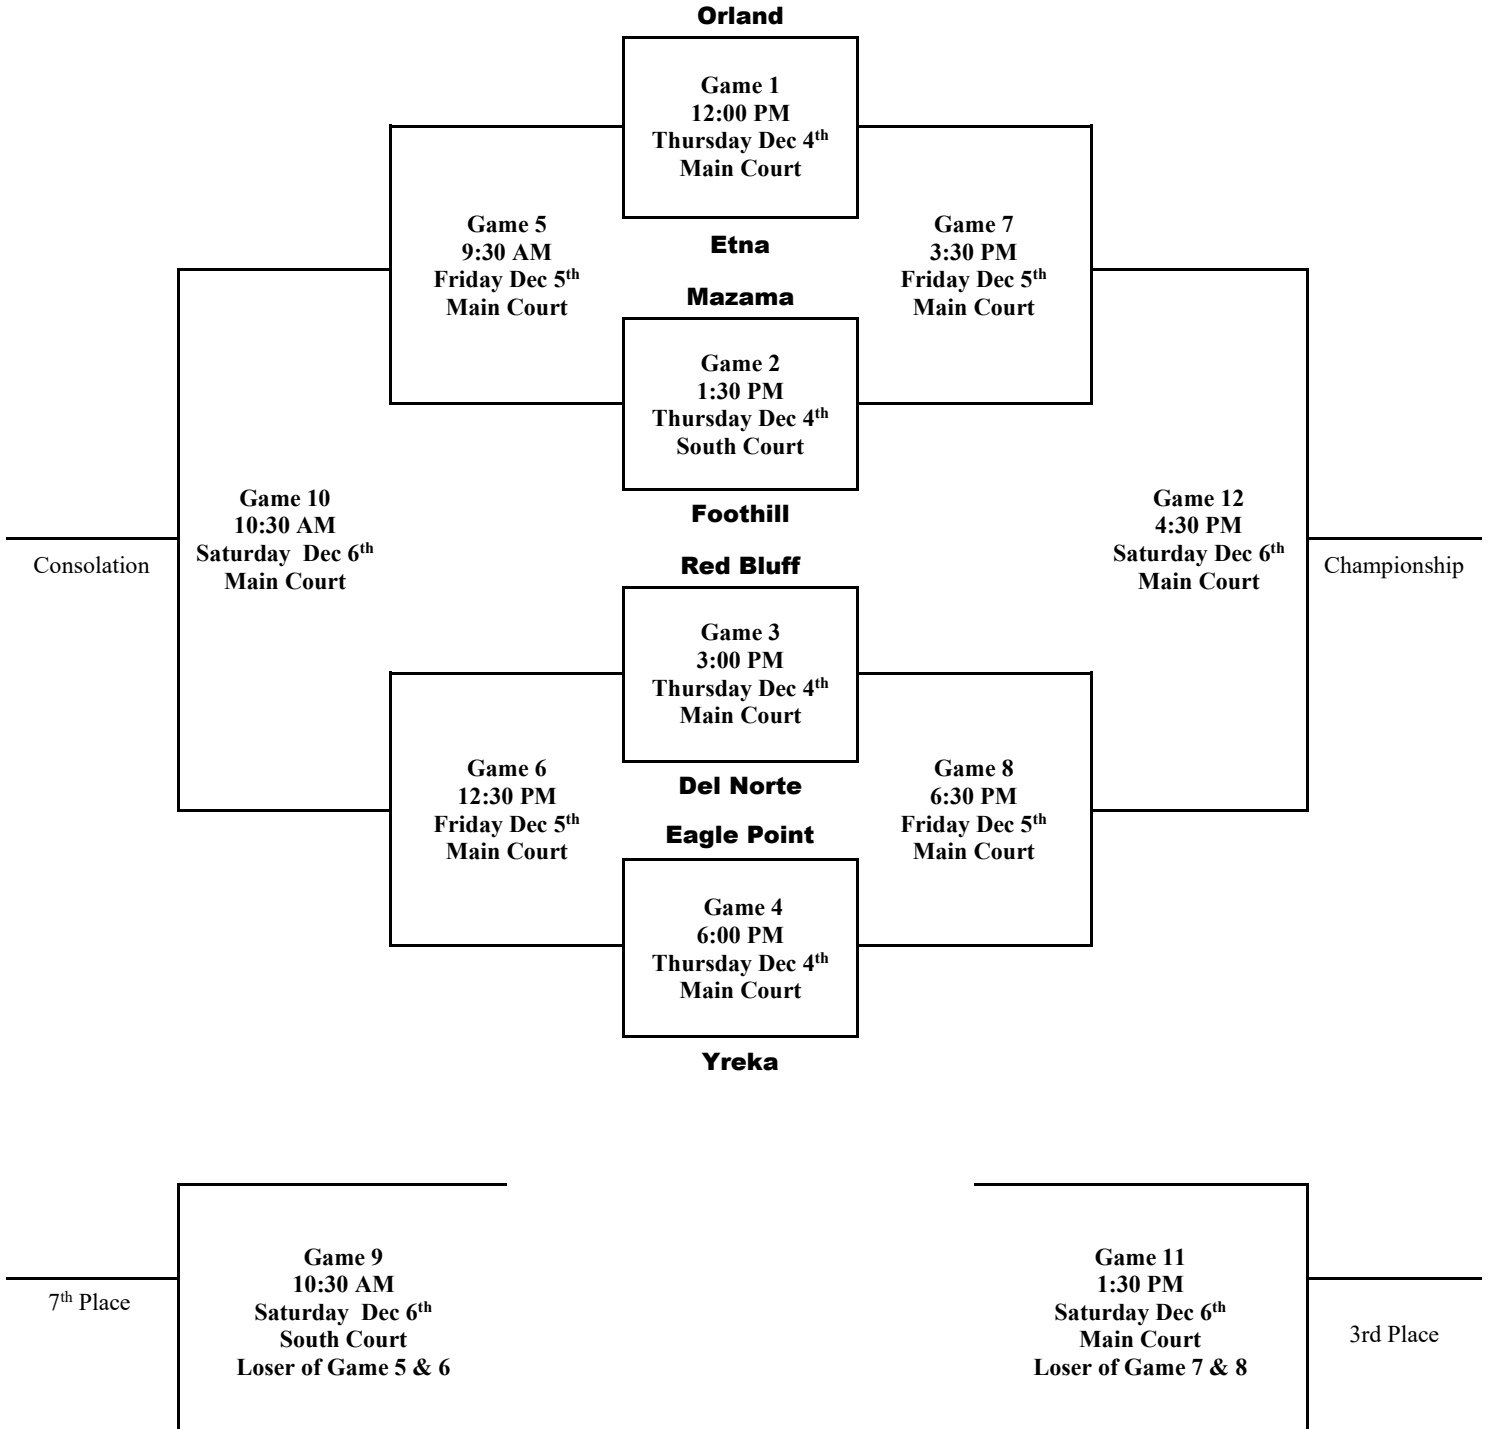 Orland
Game 1
12:00 PM
Thursday Dec 4th
Main Court
Game 5
9:30 AM
Friday Dec 5th
Main Court
Etna
Game 7
3:30 PM
Friday Dec 5th
Main Court
Mazama
Game 2
1:30 PM
Thursday Dec 4th
South Court
Foothill
Game 10
10:30 AM
Saturday  Dec 6th
Main Court
Consolation
Game 12
4:30 PM
Saturday Dec 6th
Main Court
Championship
Red Bluff
Game 3
3:00 PM
Thursday Dec 4th
Main Court
Del Norte
Game 6
12:30 PM
Friday Dec 5th
Main Court
Game 8
6:30 PM
Friday Dec 5th
Main Court
Eagle Point
Game 4
6:00 PM
Thursday Dec 4th
Main Court
Yreka
Game 9
10:30 AM
Saturday  Dec 6th
South Court
Loser of Game 5 & 6
7th Place
Game 11
1:30 PM
Saturday Dec 6th
Main Court
Loser of Game 7 & 8
3rd Place